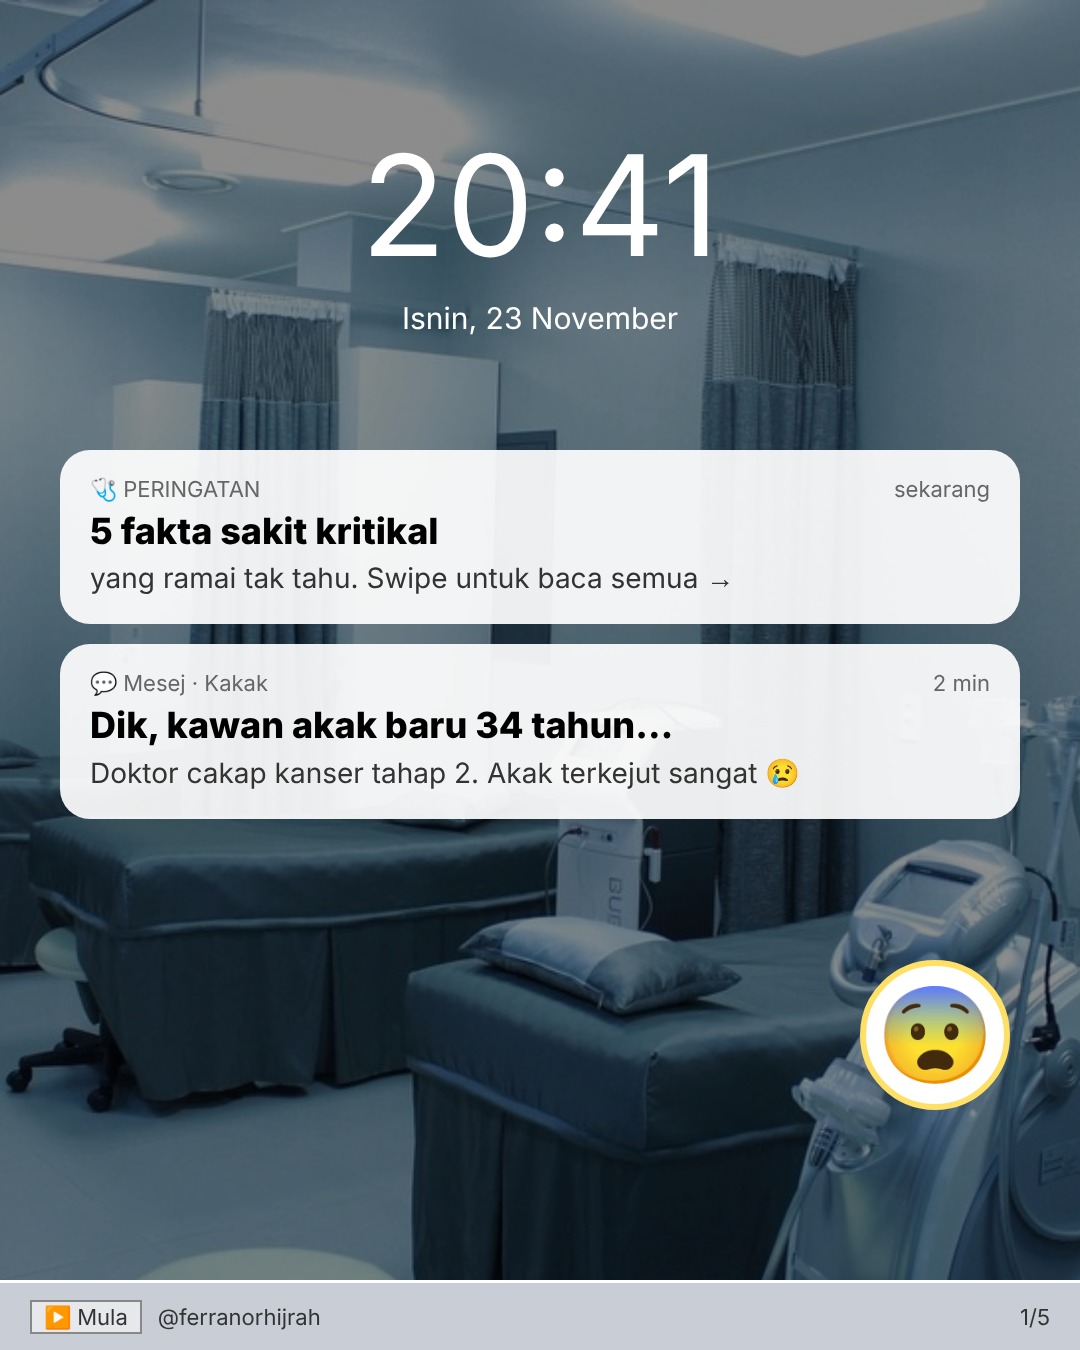 20:41
Isnin, 23 November
🩺 PERINGATAN
sekarang
5 fakta sakit kritikal
yang ramai tak tahu. Swipe untuk baca semua →
💬 Mesej · Kakak
2 min
Dik, kawan akak baru 34 tahun...
Doktor cakap kanser tahap 2. Akak terkejut sangat 😢
▶️ Mula
@ferranorhijrah
1/5